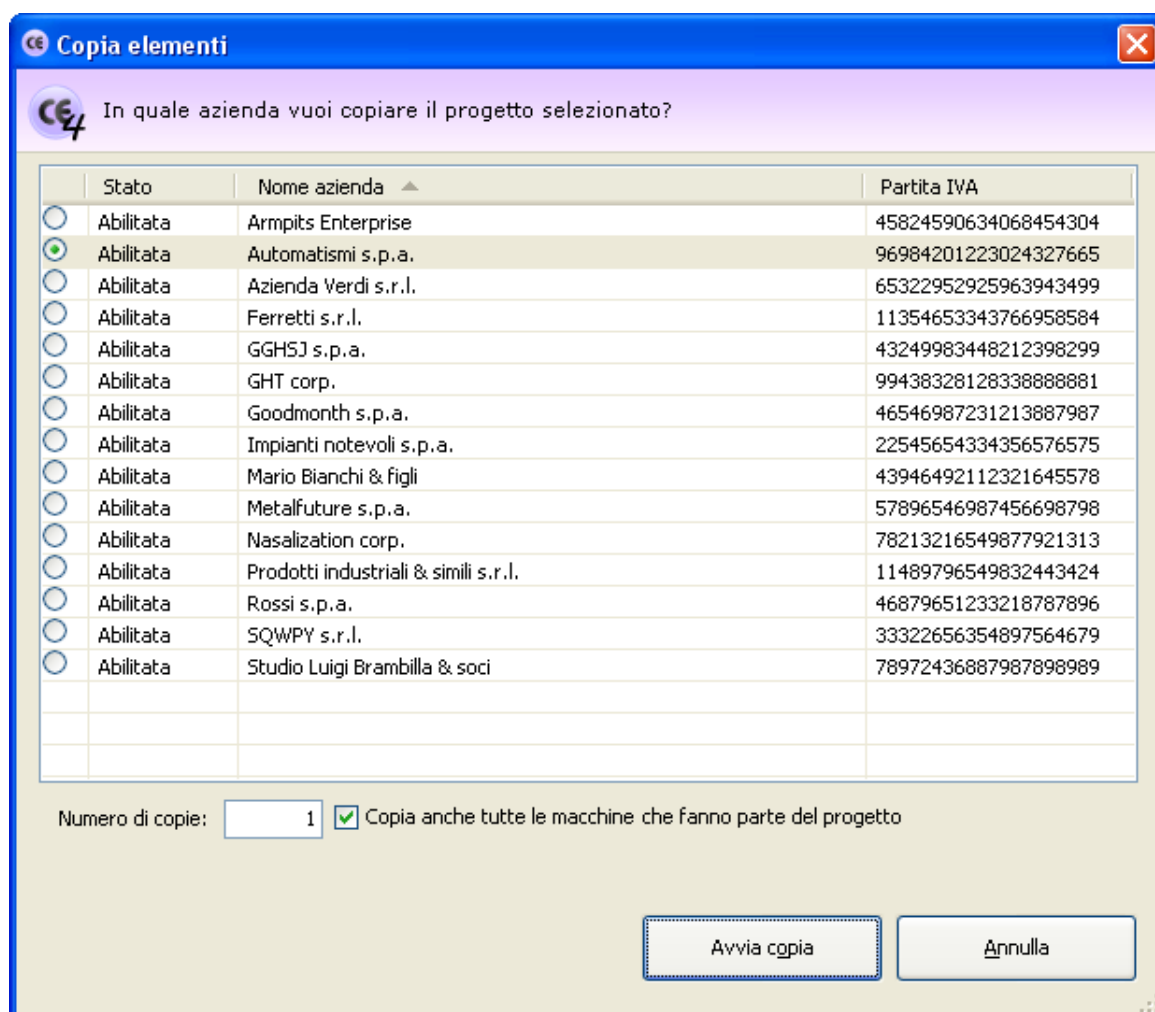 CE Copia elementi
CE4 In quale azienda vuoi copiare il progetto selezionato?
Stato Nome azienda Partita IVA
Abilitata Armpits Enterprise 45824590634068454304
Abilitata Automatismi s.p.a. 96984201223024327665
Abilitata Azienda Verdi s.r.l. 65322952925963943499
Abilitata Ferretti s.r.l. 11354653343766958584
Abilitata GGHSJ s.p.a. 43249983448212398299
Abilitata GHT corp. 99438328128338888881
Abilitata Goodmonth s.p.a. 46546987231213887987
Abilitata Impianti notevoli s.p.a. 22545654334356576575
Abilitata Mario Bianchi & figli 43946492112321645578
Abilitata Metalfuture s.p.a. 57896546987456698798
Abilitata Nasalization corp. 78213216549877921313
Abilitata Prodotti industriali & simili s.r.l. 11489796549832443424
Abilitata Rossi s.p.a. 46879651233218787896
Abilitata SQWPY s.r.l. 33322656354897564679
Abilitata Studio Luigi Brambilla & soci 78972436887987898989
Numero di copie: 1 Copia anche tutte le macchine che fanno parte del progetto
Avvia copia Annulla